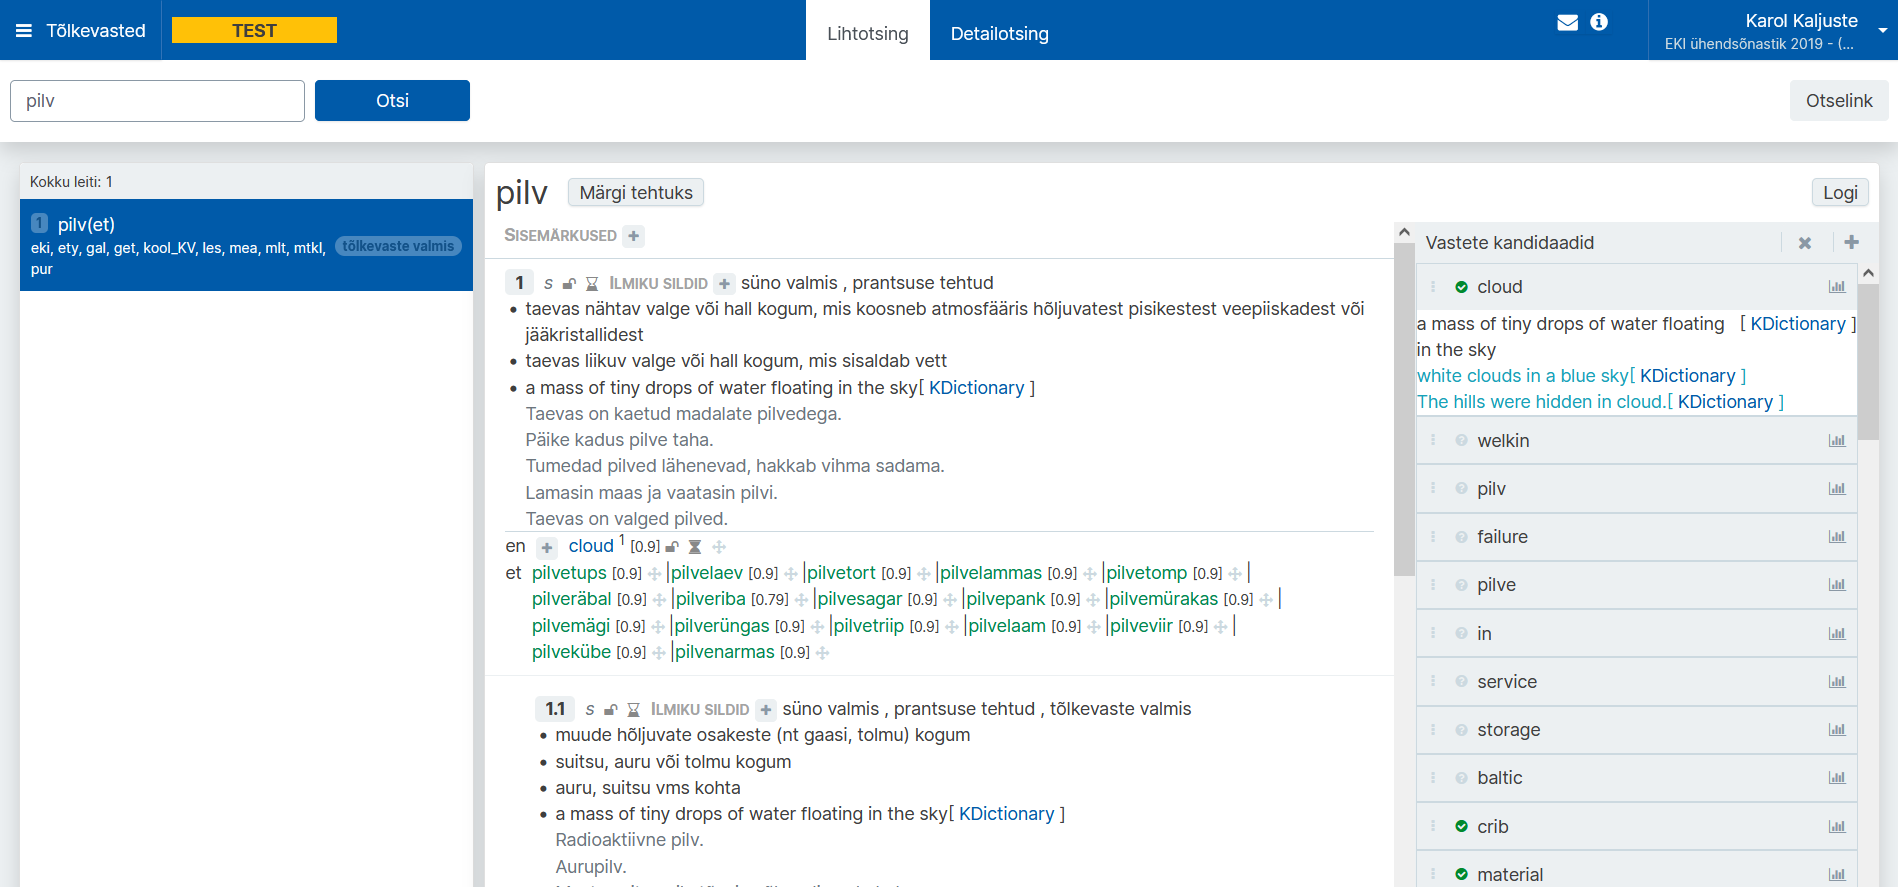 Tõlkevasted
TEST
Lihtotsing
Detailotsing
Karol Kaljuste
EKI ühendsõnastik 2019 - (...
pilv
Otsi
Otselink
Kokku leiti: 1
1 pilv(et)
eki, ety, gal, get, kool_KV, les, mea, mlt, mtkl, tõlkevaste valmis
pur
pilv Märgi tehtuks
Logi
SISEMÄRKUSED +
1 s ILMIKU SILDID + süno valmis , prantsuse tehtud
• taevas nähtav valge või hall kogum, mis koosneb atmosfääris hõljuvatest pisikestest veepiiskadest või
jääkristallidest
• taevas liikuv valge või hall kogum, mis sisaldab vett
• a mass of tiny drops of water floating in the sky[ KDictionary ]
Taevas on kaetud madalate pilvedega.
Päike kadus pilve taha.
Tumedad pilved lähenevad, hakkab vihma sadama.
Lamasin maas ja vaatasin pilvi.
Taevas on valged pilved.
en + cloud 1 [0.9]
et pilvetups [0.9] |pilvelaev [0.9] |pilvetort [0.9] |pilvelammas [0.9] |pilvetomp [0.9] |
pilveräbal [0.9] |pilveriba [0.79] |pilvesagar [0.9] |pilvepank [0.9] |pilvemürakas [0.9] |
pilvemägi [0.9] |pilverüngas [0.9] |pilvetriip [0.9] |pilvelaam [0.9] |pilveviir [0.9] |
pilvekübe [0.9] |pilvenarmas [0.9]
1.1 s ILMIKU SILDID + süno valmis , prantsuse tehtud , tõlkevaste valmis
• muude hõljuvate osakeste (nt gaasi, tolmu) kogum
• suitsu, auru või tolmu kogum
• auru, suitsu vms kohta
• a mass of tiny drops of water floating in the sky[ KDictionary ]
Radioaktiivne pilv.
Aurupilv.
Vastete kandidaadid × +
cloud
a mass of tiny drops of water floating [ KDictionary ]
in the sky
white clouds in a blue sky[ KDictionary ]
The hills were hidden in cloud.[ KDictionary ]
welkin
pilv
failure
pilve
in
service
storage
baltic
crib
material